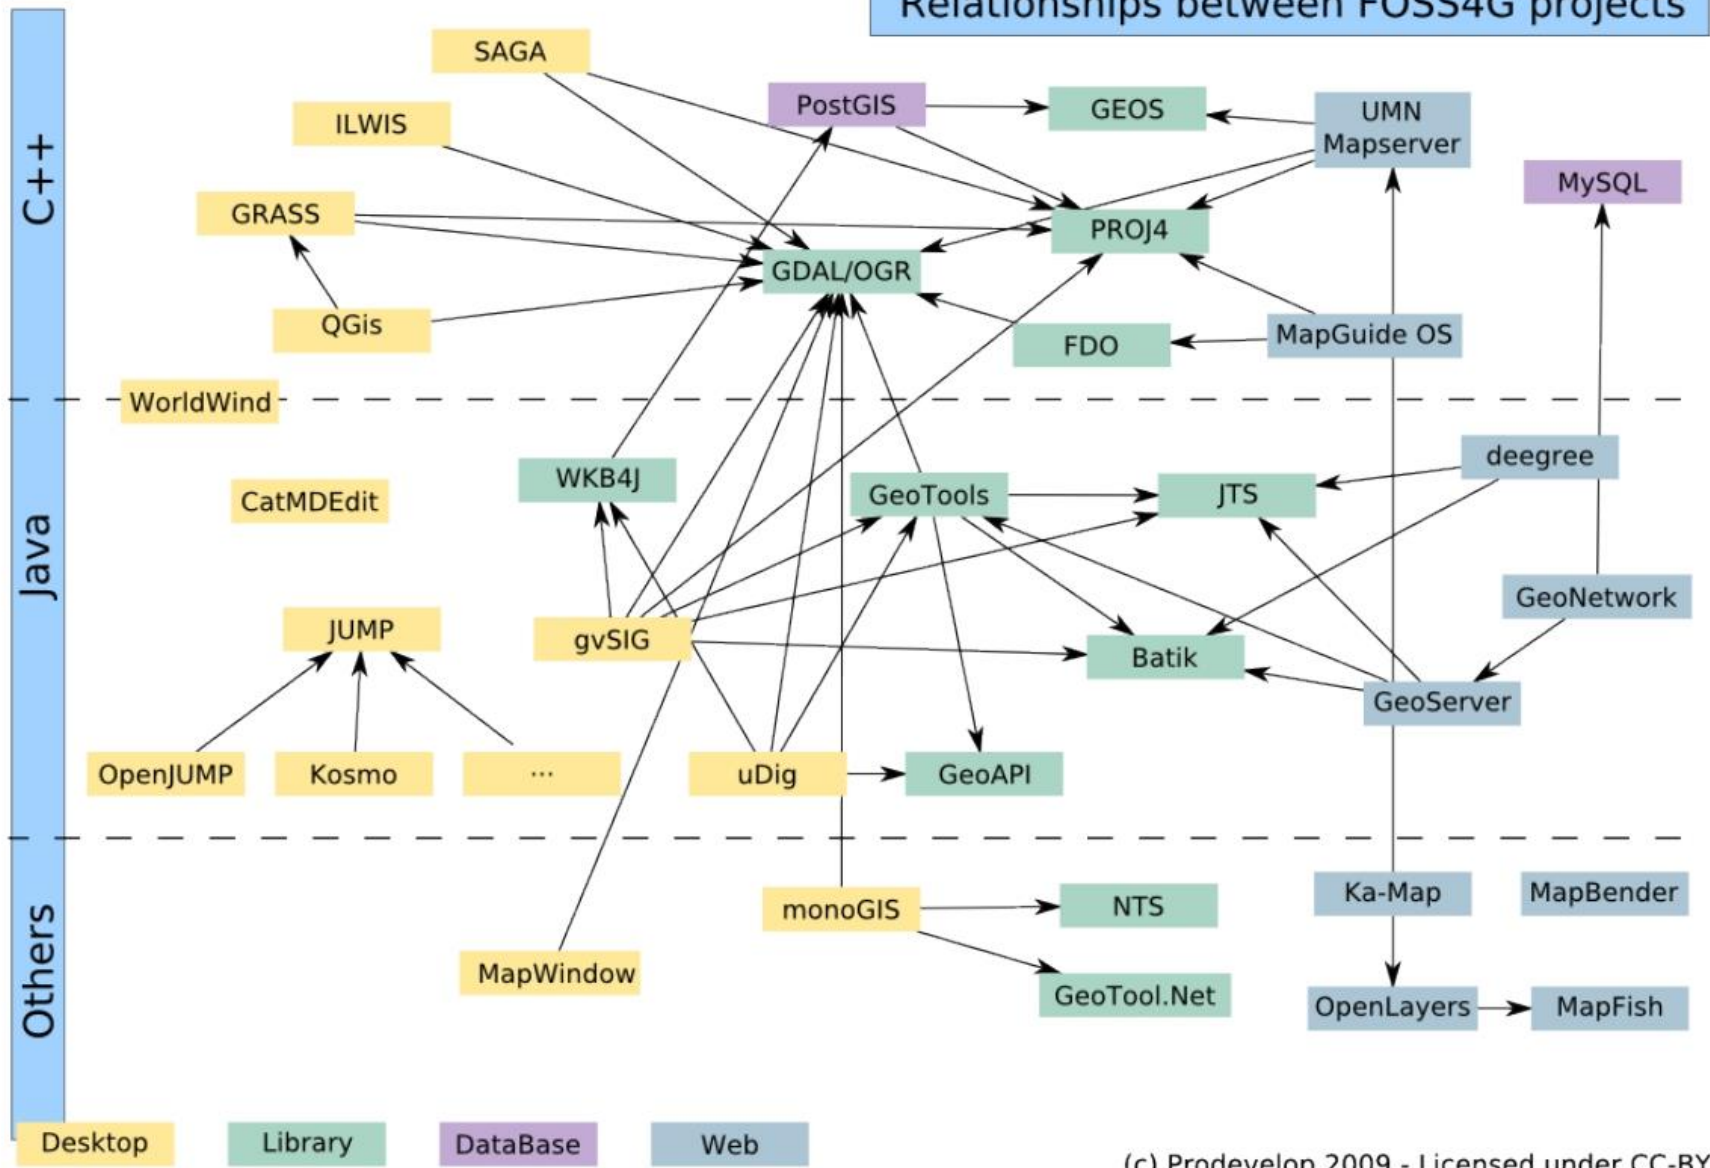 Relationships between FOSS4G projects
C++
SAGA
ILWIS
PostGIS
GEOS
UMN
Mapserver
MySQL
GRASS
PROJ4
GDAL/OGR
QGis
FDO
MapGuide OS
WorldWind
Java
CatMDEdit
WKB4J
GeoTools
JTS
deegree
GeoNetwork
JUMP
gvSIG
Batik
GeoServer
OpenJUMP
Kosmo
...
uDig
GeoAPI
Others
monoGIS
NTS
Ka-Map
MapBender
MapWindow
GeoTool.Net
OpenLayers
MapFish
Desktop
Library
DataBase
Web
(c) Prodevelop 2009 - Licensed under CC-BY